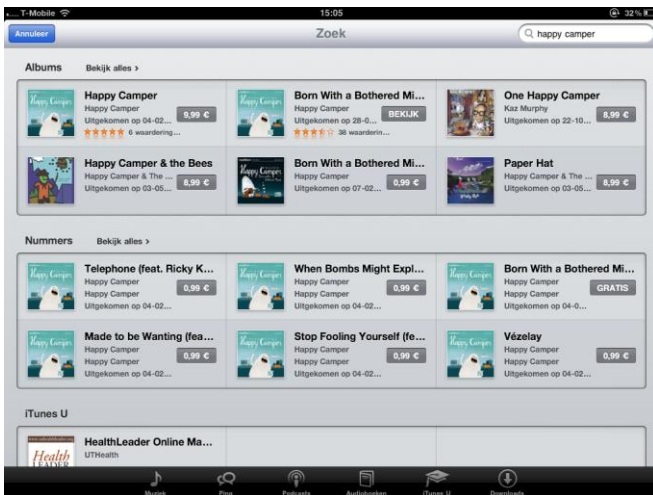 T-Mobile 15:05 32%
Annuleer Zoek happy camper
Albums Bekijk alles >
Happy Camper
Happy Camper
Uitgekomen op 04-02...
6 waardering...
9,99 €
Born With a Bothered Mi...
Happy Camper
Uitgekomen op 28-0...
38 waarderin...
BEKIJK
One Happy Camper
Kaz Murphy
Uitgekomen op 22-10...
8,99 €
Happy Camper & the Bees
Happy Camper & The ...
Uitgekomen op 03-05...
8,99 €
Born With a Bothered Mi...
Happy Camper
Uitgekomen op 07-02...
0,99 €
Paper Hat
Happy Camper & The ...
Uitgekomen op 03-05...
8,99 €
Nummers Bekijk alles >
Telephone (feat. Ricky K...
Happy Camper
Happy Camper
Uitgekomen op 04-02...
0,99 €
When Bombs Might Expl...
Happy Camper
Happy Camper
Uitgekomen op 04-02...
0,99 €
Born With a Bothered Mi...
Happy Camper
Happy Camper
Uitgekomen op 04-0...
GRATIS
Made to be Wanting (fea...
Happy Camper
Happy Camper
Uitgekomen op 04-02...
0,99 €
Stop Fooling Yourself (fe...
Happy Camper
Happy Camper
Uitgekomen op 04-02...
0,99 €
Vézelay
Happy Camper
Happy Camper
Uitgekomen op 04-02...
0,99 €
iTunes U
HealthLeader Online Ma...
UTHealth
Health
LEADER
Muziek Ping Podcasts Audioboeken iTunes U Downloads